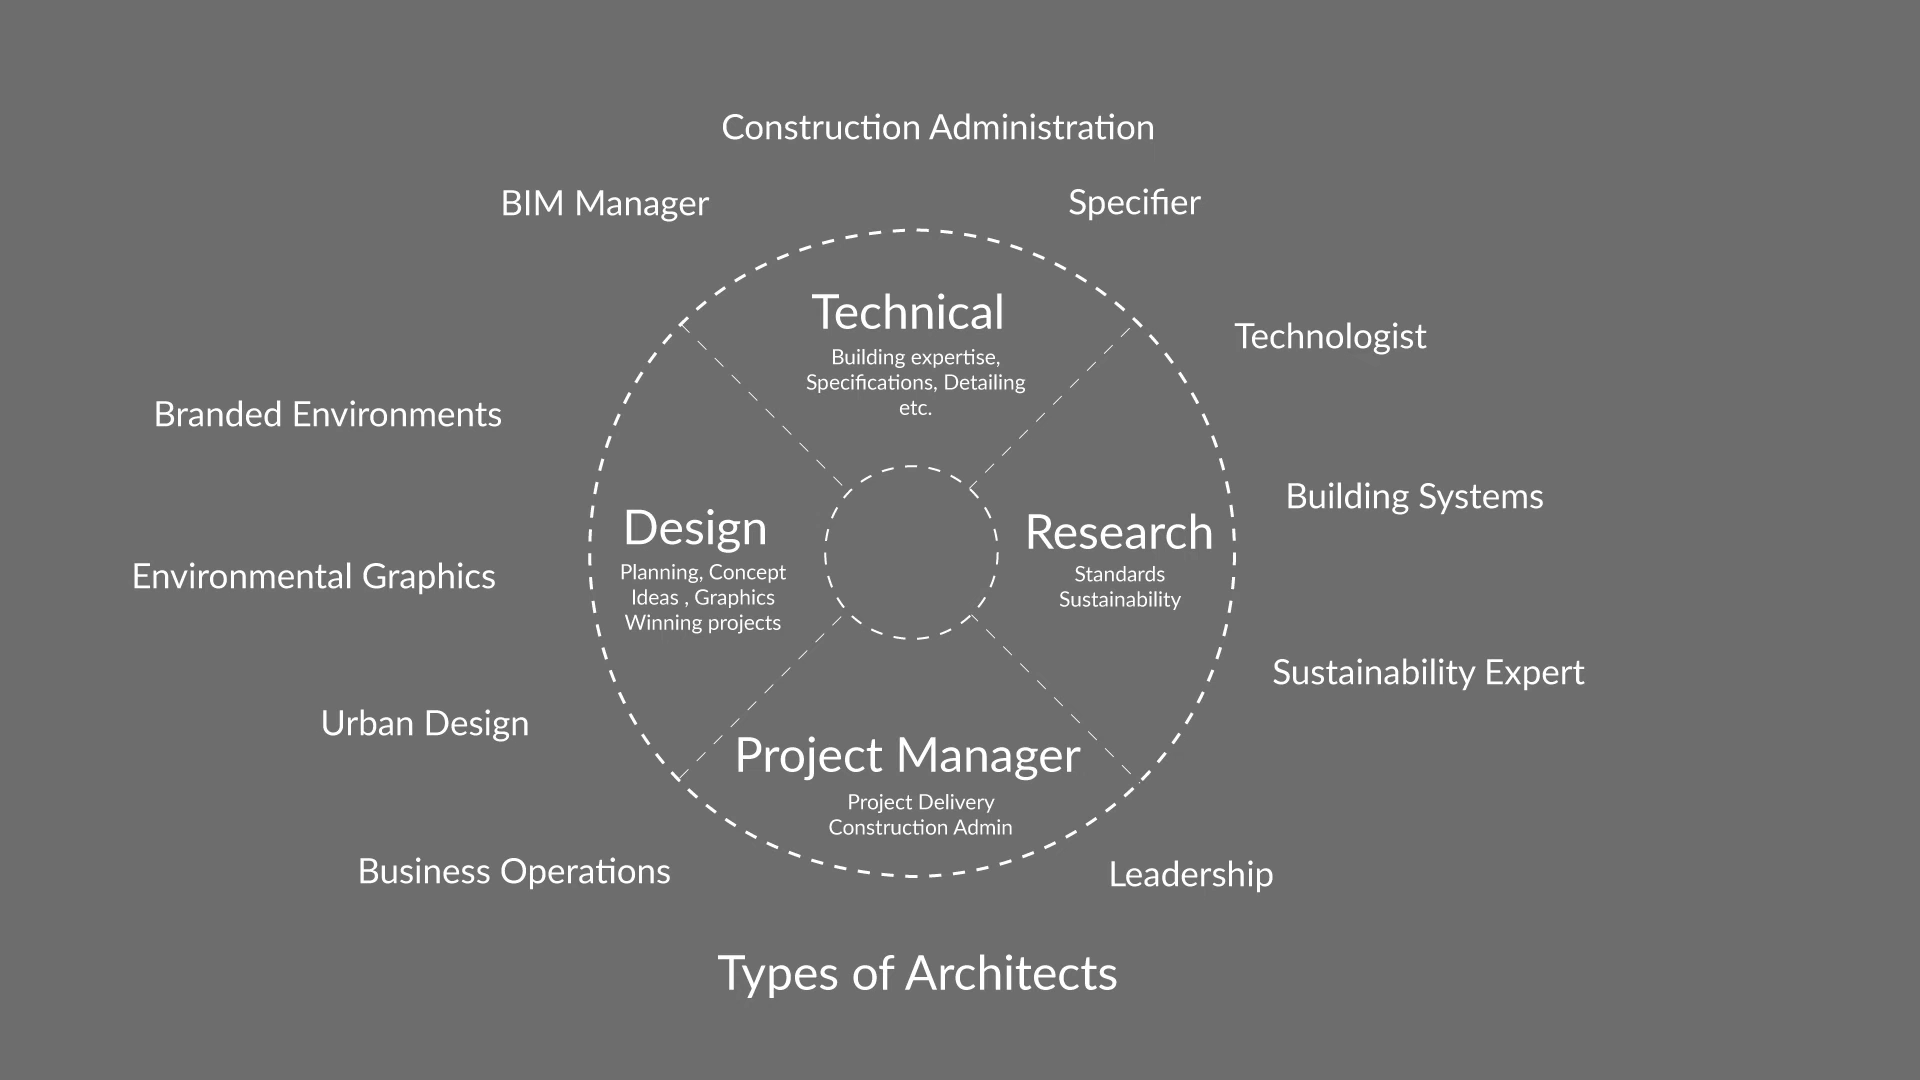 Construction Administration
BIM Manager
Specifier
Technical
Building expertise,
Specifications, Detailing
etc.
Technologist
Branded Environments
Building Systems
Design
Planning, Concept
Ideas , Graphics
Winning projects
Research
Standards
Sustainability
Environmental Graphics
Sustainability Expert
Urban Design
Project Manager
Project Delivery
Construction Admin
Business Operations
Leadership
Types of Architects